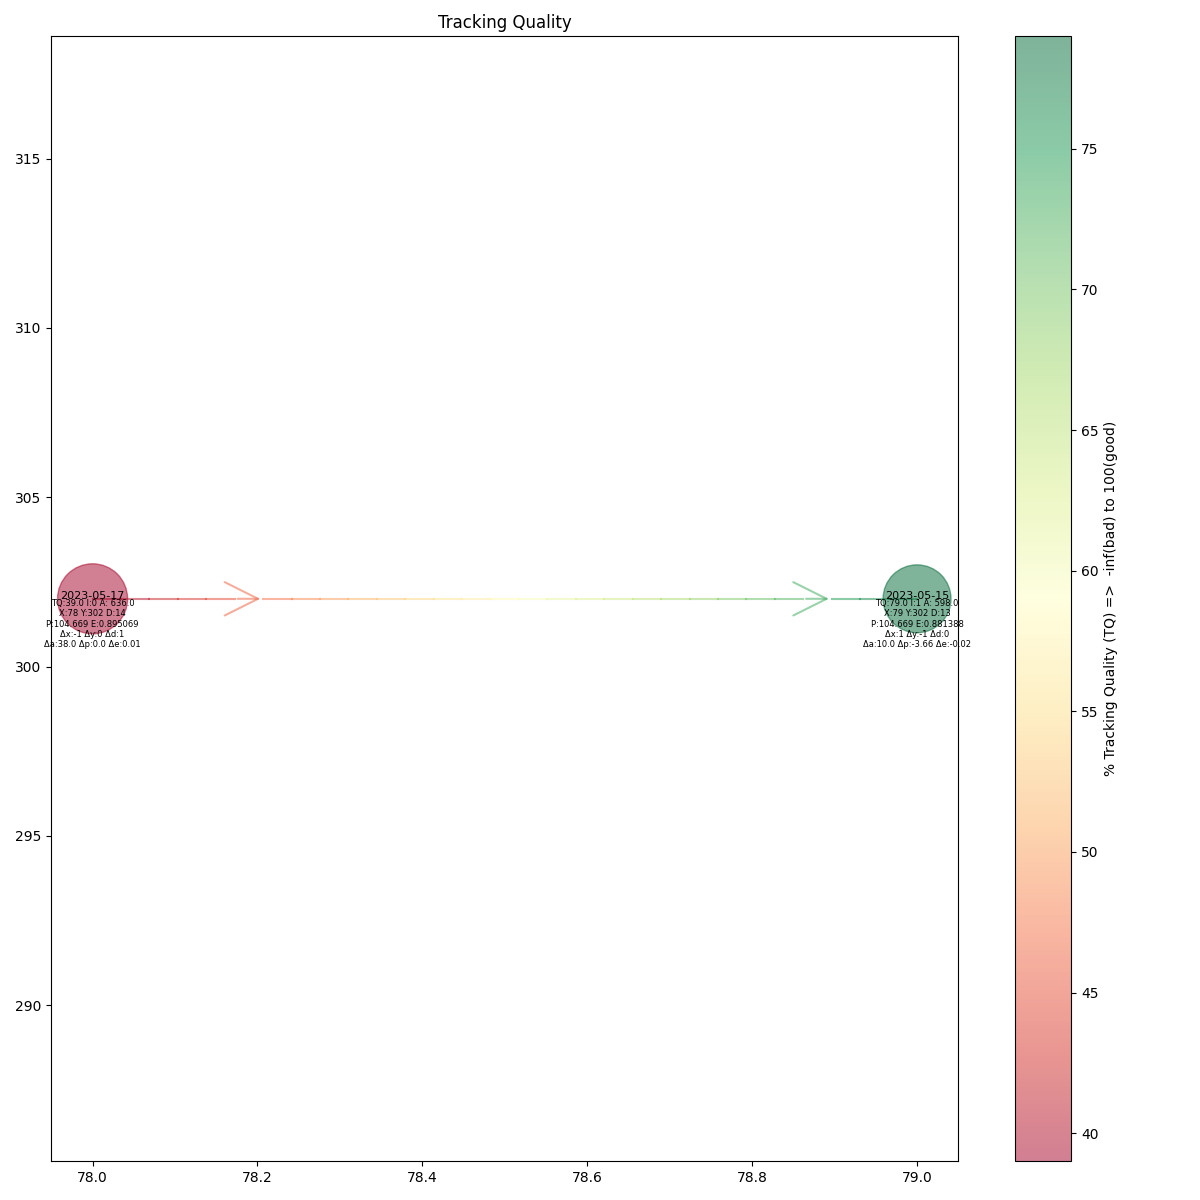 Tracking Quality
315
310
305
300
295
290
2023-05-17
TQ:39.0 I:0 A: 636.0
X:78 Y:302 D:14
P:104.669 E:0.895069
Δx:-1 Δy:0 Δd:1
Δa:38.0 Δp:0.0 Δe:0.01
2023-05-15
TQ:79.0 I:1 A: 598.0
X:79 Y:302 D:13
P:104.669 E:0.881388
Δx:1 Δy:-1 Δd:0
Δa:10.0 Δp:-3.66 Δe:-0.02
78.0 78.2 78.4 78.6 78.8 79.0
75
70
65
60
55
50
45
40
% Tracking Quality (TQ) => -inf(bad) to 100(good)